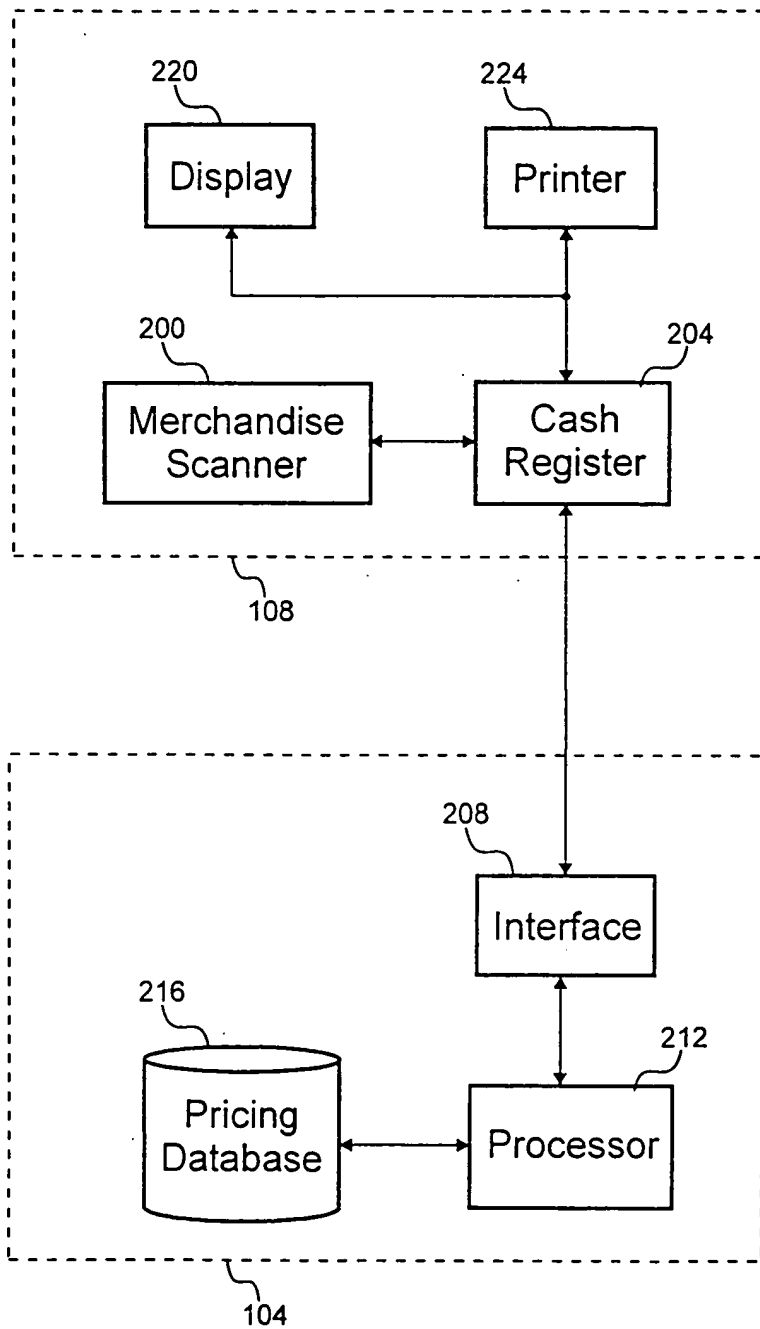 220
224
Display
Printer
200
204
Merchandise
Scanner
Cash
Register
108
208
Interface
216
212
Pricing
Database
Processor
104